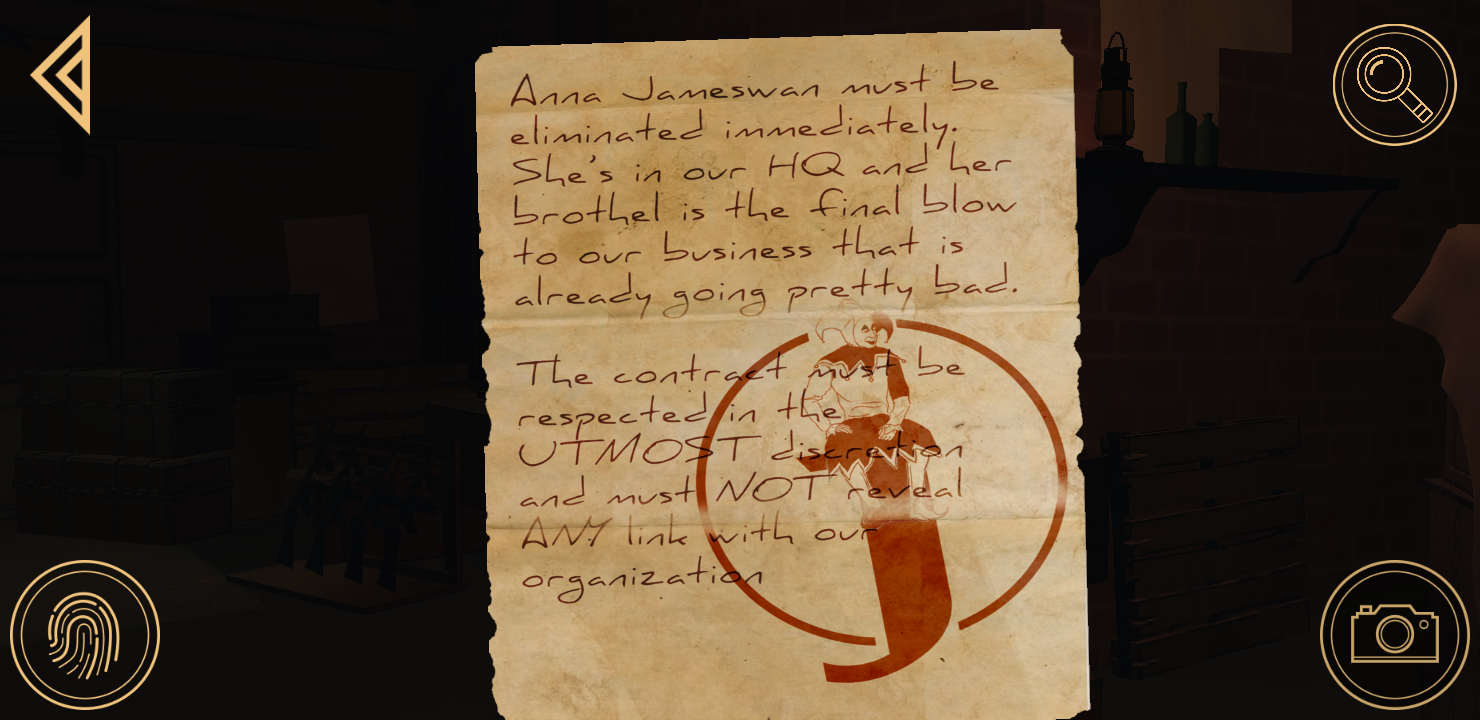 Anna Jameswan must be
eliminated immediately.
She's in our HQ and her
brothel is the final blow
to our business that is
already going pretty bad.
The contract must be
respected in the
UTMOST discretion
and must NOT reveal
ANY link with our
organization
J